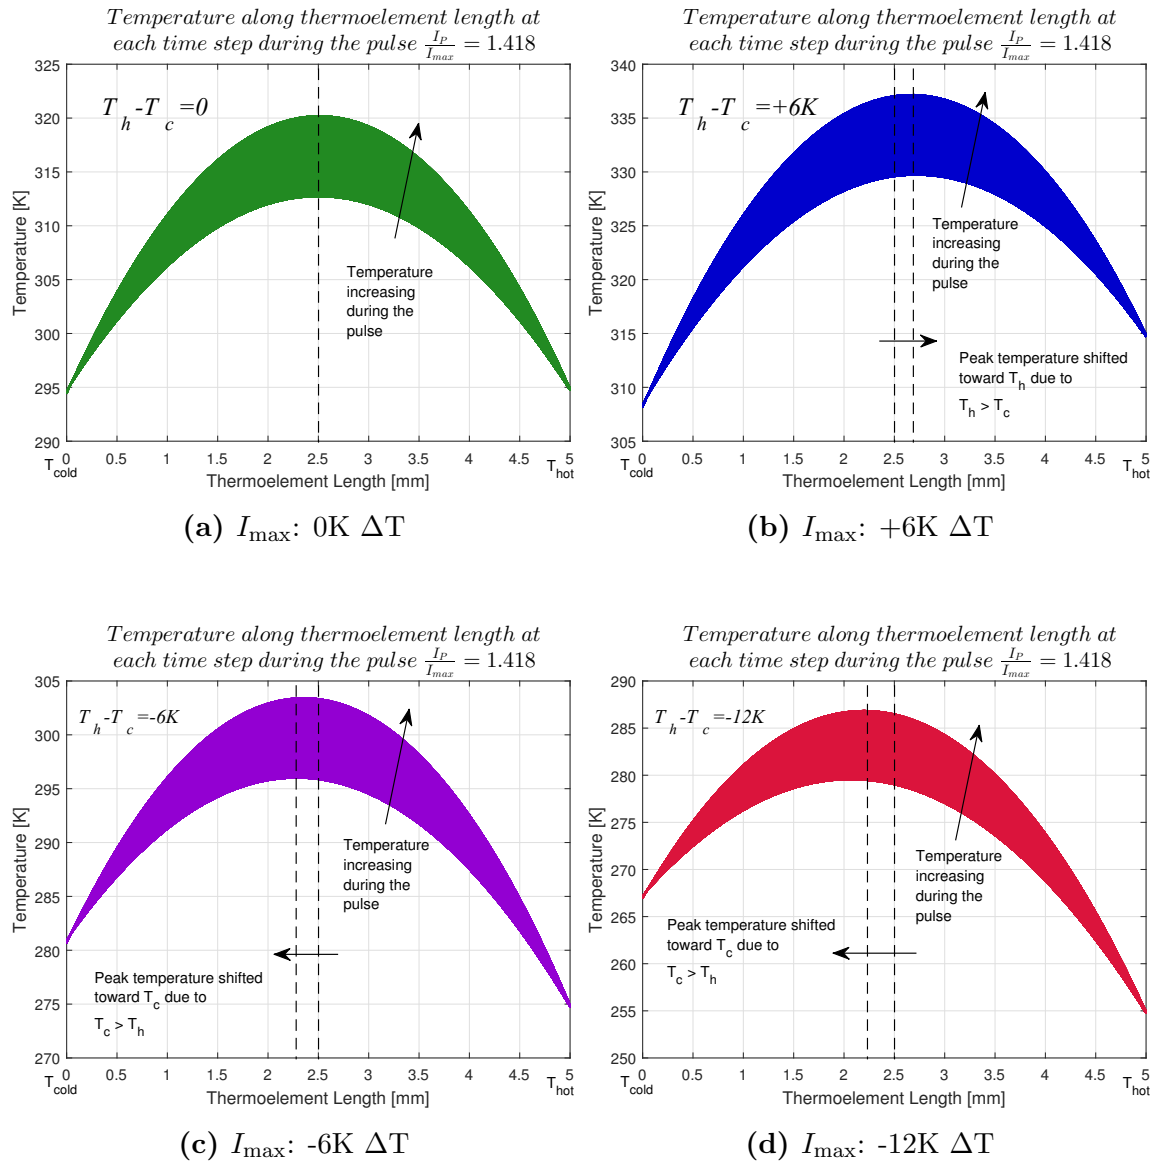 Temperature along thermoelement length at
each time step during the pulse I_P/I_max = 1.418
325
320
315
310
305
300
295
290
Temperature [K]
T_h-T_c=0
Temperature
increasing
during the
pulse
0 0.5 1 1.5 2 2.5 3 3.5 4 4.5 5
T_cold
T_hot
Thermoelement Length [mm]
(a) I_max: 0K ΔT
Temperature along thermoelement length at
each time step during the pulse I_P/I_max = 1.418
340
335
330
325
320
315
310
305
Temperature [K]
T_h-T_c=+6K
Temperature
increasing
during the
pulse
Peak temperature shifted
toward T_h due to
T_h > T_c
0 0.5 1 1.5 2 2.5 3 3.5 4 4.5 5
T_cold
T_hot
Thermoelement Length [mm]
(b) I_max: +6K ΔT
Temperature along thermoelement length at
each time step during the pulse I_P/I_max = 1.418
305
300
295
290
285
280
275
270
Temperature [K]
T_h-T_c=-6K
Temperature
increasing
during the
pulse
Peak temperature shifted
toward T_c due to
T_c > T_h
0 0.5 1 1.5 2 2.5 3 3.5 4 4.5 5
T_cold
T_hot
Thermoelement Length [mm]
(c) I_max: -6K ΔT
Temperature along thermoelement length at
each time step during the pulse I_P/I_max = 1.418
290
285
280
275
270
265
260
255
250
Temperature [K]
T_h-T_c=-12K
Temperature
increasing
during the
pulse
Peak temperature shifted
toward T_c due to
T_c > T_h
0 0.5 1 1.5 2 2.5 3 3.5 4 4.5 5
T_cold
T_hot
Thermoelement Length [mm]
(d) I_max: -12K ΔT